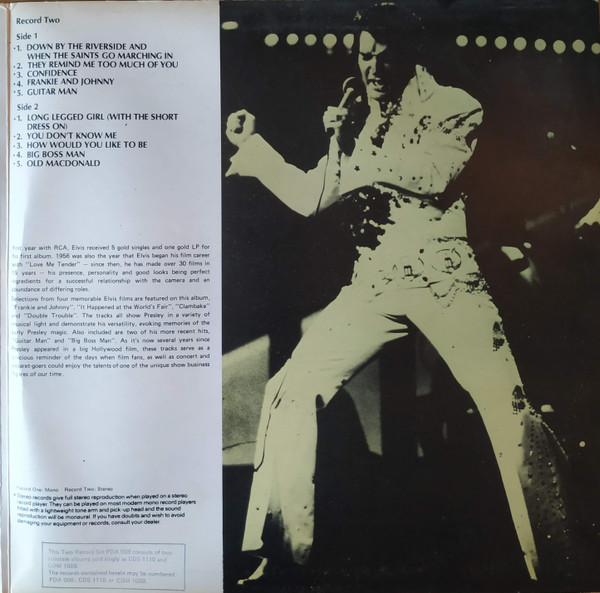 Record Two
Side 1
•1. DOWN BY THE RIVERSIDE AND
WHEN THE SAINTS GO MARCHING IN
•2. THEY REMIND ME TOO MUCH OF YOU
•3. CONFIDENCE
•4. FRANKIE AND JOHNNY
•5. GUITAR MAN
Side 2
•1. LONG LEGGED GIRL (WITH THE SHORT
DRESS ON)
•2. YOU DON'T KNOW ME
•3. HOW WOULD YOU LIKE TO BE
•4. BIG BOSS MAN
•5. OLD MACDONALD
year with RCA, Elvis received 5 gold singles and one gold LP for
first album. 1956 was also the year that Elvis began his film career
with "Love Me Tender" — since then, he has made over 30 films in
years — his presence, personality and good looks being perfect
ingredients for a successful relationship with the camera and an
abundance of differing roles.
Selections from four memorable Elvis films are featured on this album,
"Frankie and Johnny", "It Happened at the World's Fair", "Clambake"
and "Double Trouble". The tracks all show Presley in a variety of
musical light and demonstrate his versatility, evoking memories of the
early Presley magic. Also included are two of his more recent hits,
"Guitar Man" and "Big Boss Man". As it's now several years since
Presley appeared in a big Hollywood film, these tracks serve as a
reminder of the days when film fans, as well as concert and
cabaret-goers could enjoy the talents of one of the unique show business
figures of our time.
Record One: Mono Record Two: Stereo
• Stereo records give full stereo reproduction when played on a stereo
record player. They can be played on most modern mono record players
fitted with a lightweight tone arm and pick-up head and the sound
reproduction will be monaural. If you have doubts and wish to avoid
damaging your equipment or records, consult your dealer.
This Two Record Set PDA 009 consists of two
albums sold singly as CDS 1110 and
CDM 1088.
The records contained herein may be numbered
PDA 009, CDS 1110 or CDM 1088.